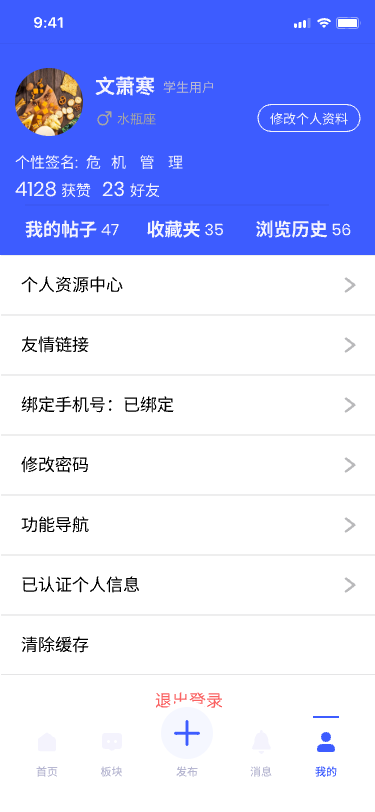 9:41
文萧寒 学生用户
水瓶座
修改个人资料
个性签名: 危 机 管 理
4128 获赞 23 好友
我的帖子 47 收藏夹 35 浏览历史 56
个人资源中心
友情链接
绑定手机号：已绑定
修改密码
功能导航
已认证个人信息
清除缓存
退出登录
首页 板块 发布 消息 我的